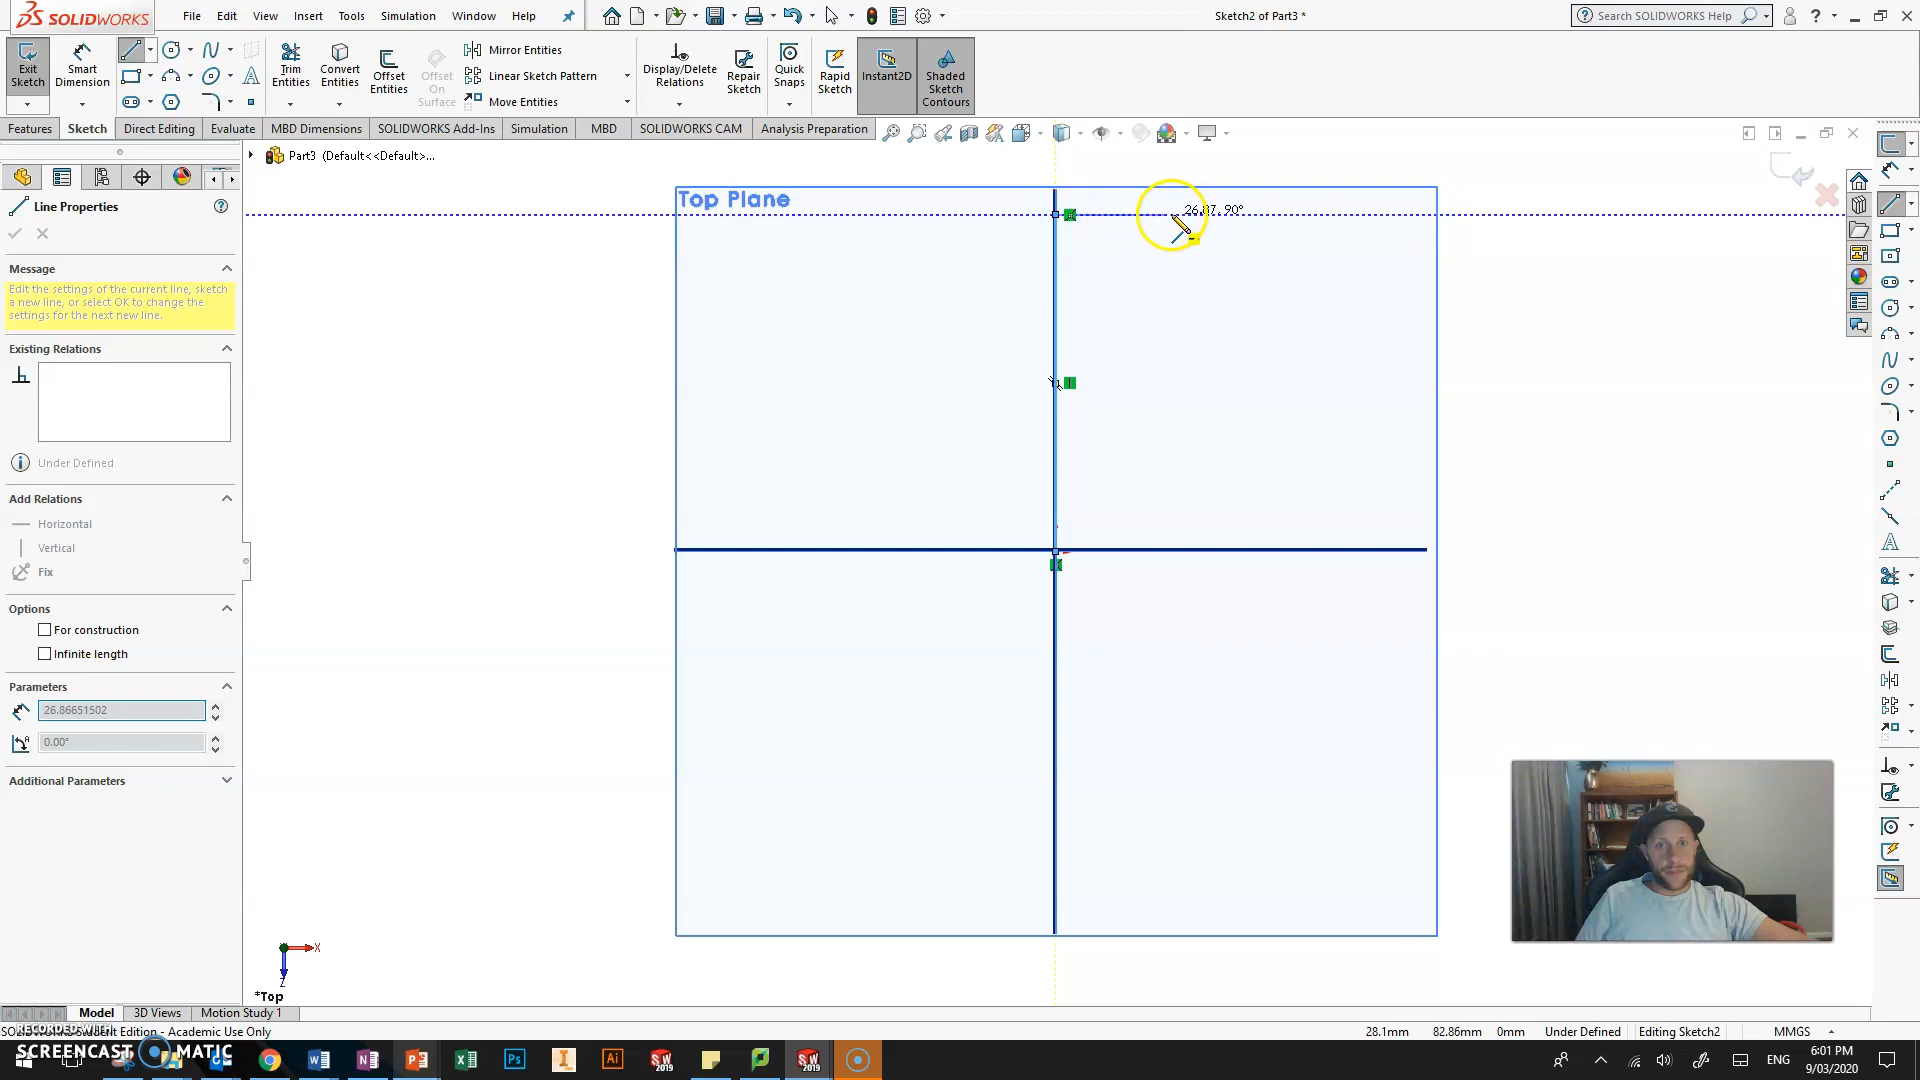 SOLIDWORKS
File Edit View Insert Tools Simulation Window Help
Sketch2 of Part3 *
Search SOLIDWORKS Help
Exit Sketch
Smart Dimension
Trim Entities
Convert Entities
Offset Entities
Offset On Surface
Mirror Entities
Linear Sketch Pattern
Move Entities
Display/Delete Relations
Repair Sketch
Quick Snaps
Rapid Sketch
Instant2D
Shaded Sketch Contours
Features Sketch Direct Editing Evaluate MBD Dimensions SOLIDWORKS Add-Ins Simulation MBD SOLIDWORKS CAM Analysis Preparation
Part3 (Default<<Default>...
Line Properties
Message
Edit the settings of the current line, sketch
a new line, or select OK to change the
settings for the next new line.
Existing Relations
Under Defined
Add Relations
Horizontal
Vertical
Fix
Options
For construction
Infinite length
Parameters
26.86651502
0.00°
Additional Parameters
Top Plane
26.87, 90°
X
Z
*Top
Model 3D Views Motion Study 1
RECORDED WITH
SOLIDWORKS Student Edition - Academic Use Only
28.1mm 82.86mm 0mm Under Defined Editing Sketch2 MMGS
SCREENCAST MATIC
ENG
6:01 PM
9/03/2020